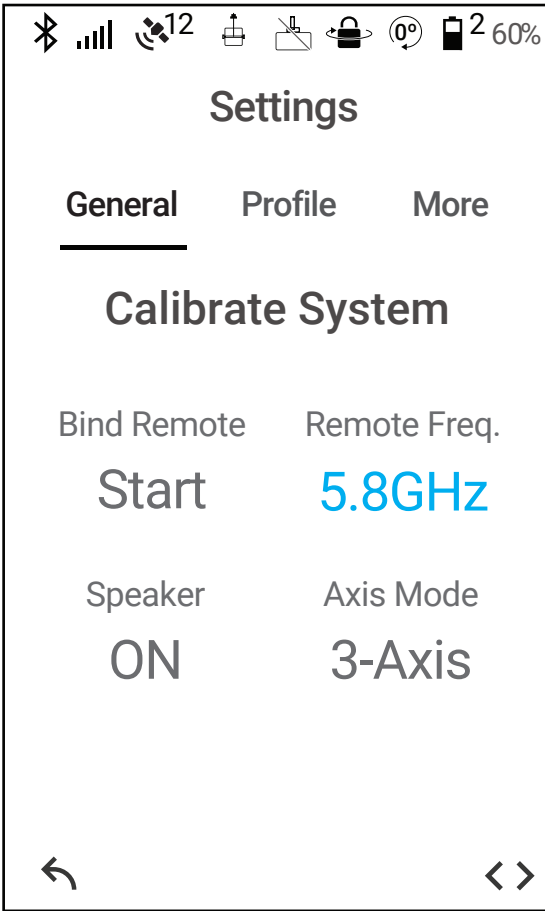 12 0° 2 60%
Settings
General Profile More
Calibrate System
Bind Remote Remote Freq.
Start 5.8GHz
Speaker Axis Mode
ON 3-Axis